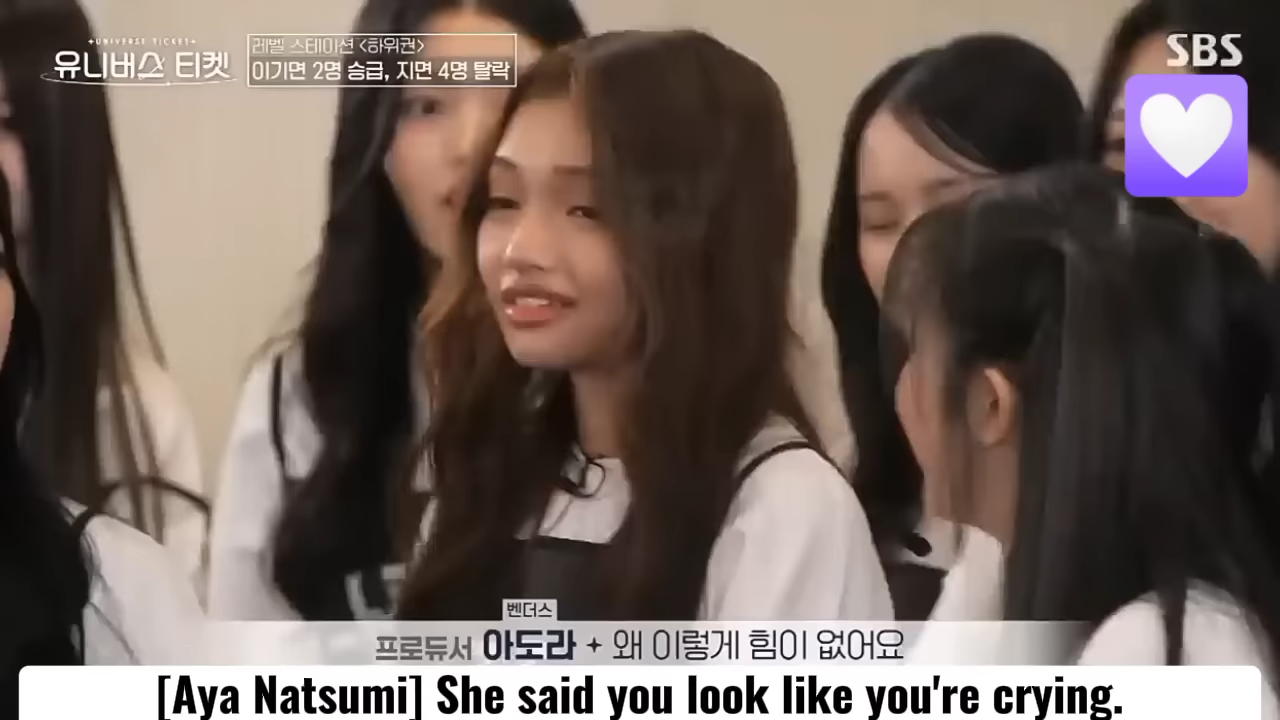 UNIVERSE TICKET
유니버스 티켓
레벨 스테이션 <하위권>
이기면 2명 승급, 지면 4명 탈락
SBS
벤더스
프로듀서 아도라 + 왜 이렇게 힘이 없어요
[Aya Natsumi] She said you look like you're crying.